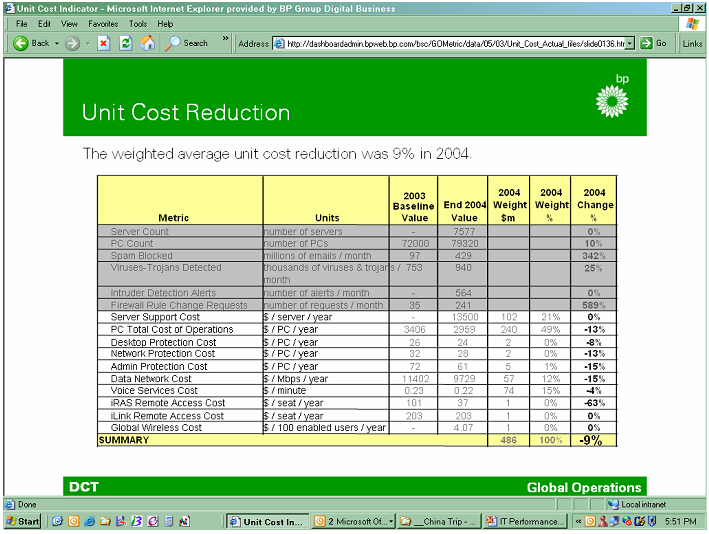 Unit Cost Indicator - Microsoft Internet Explorer provided by BP Group Digital Business
File Edit View Favorites Tools Help
Back Search » Address http://dashboardadmin.bpweb.bp.com/bsc/GOMetric/data/05/03/Unit_Cost_Actual_files/slide0136.htm Go Links
bp
Unit Cost Reduction
The weighted average unit cost reduction was 9% in 2004.
Metric Units 2003 Baseline Value End 2004 Value 2004 Weight $m 2004 Weight % 2004 Change %
Server Count number of servers - 7577 0%
PC Count number of PCs 72000 79320 10%
Spam Blocked millions of emails / month 97 429 342%
Viruses-Trojans Detected thousands of viruses & trojans / month 753 940 25%
Intruder Detection Alerts number of alerts / month - 564 0%
Firewall Rule Change Requests number of requests / month 35 241 589%
Server Support Cost $ / server / year - 13500 102 21% 0%
PC Total Cost of Operations $ / PC / year 3406 2959 240 49% -13%
Desktop Protection Cost $ / PC / year 26 24 2 0% -8%
Network Protection Cost $ / PC / year 32 28 2 0% -13%
Admin Protection Cost $ / PC / year 72 61 5 1% -15%
Data Network Cost $ / Mbps / year 11402 9729 57 12% -15%
Voice Services Cost $ / minute 0.23 0.22 74 15% -4%
iRAS Remote Access Cost $ / seat / year 101 37 1 0% -63%
iLink Remote Access Cost $ / seat / year 203 203 1 0% 0%
Global Wireless Cost $ / 100 enabled users / year - 4.07 1 0% 0%
SUMMARY 486 100% -9%
DCT Global Operations
Done Local intranet
Start Unit Cost In... 2 Microsoft Of... __China Trip - ... IT Performance... « 5:51 PM